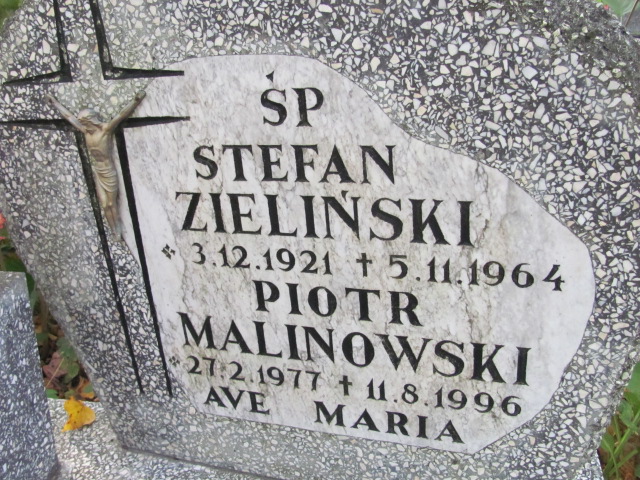 ŚP
STEFAN
ZIELIŃSKI
* 3.12.1921 ✝ 5.11.1964
PIOTR
MALINOWSKI
* 27.2.1977 ✝ 11.8.1996
AVE MARIA